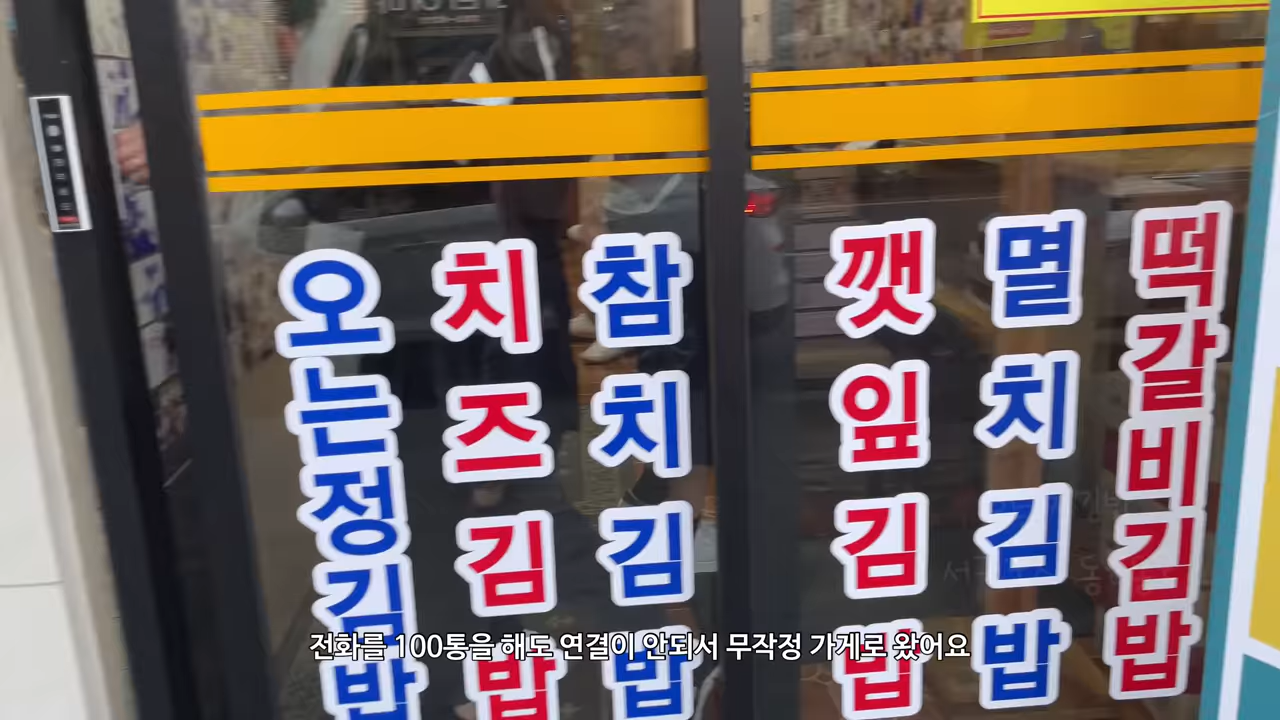 오는정김밥
치즈김밥
참치김밥
깻잎김밥
멸치김밥
떡갈비김밥
전화를 100통을 해도 연결이 안되서 무작정 가게로 왔어요